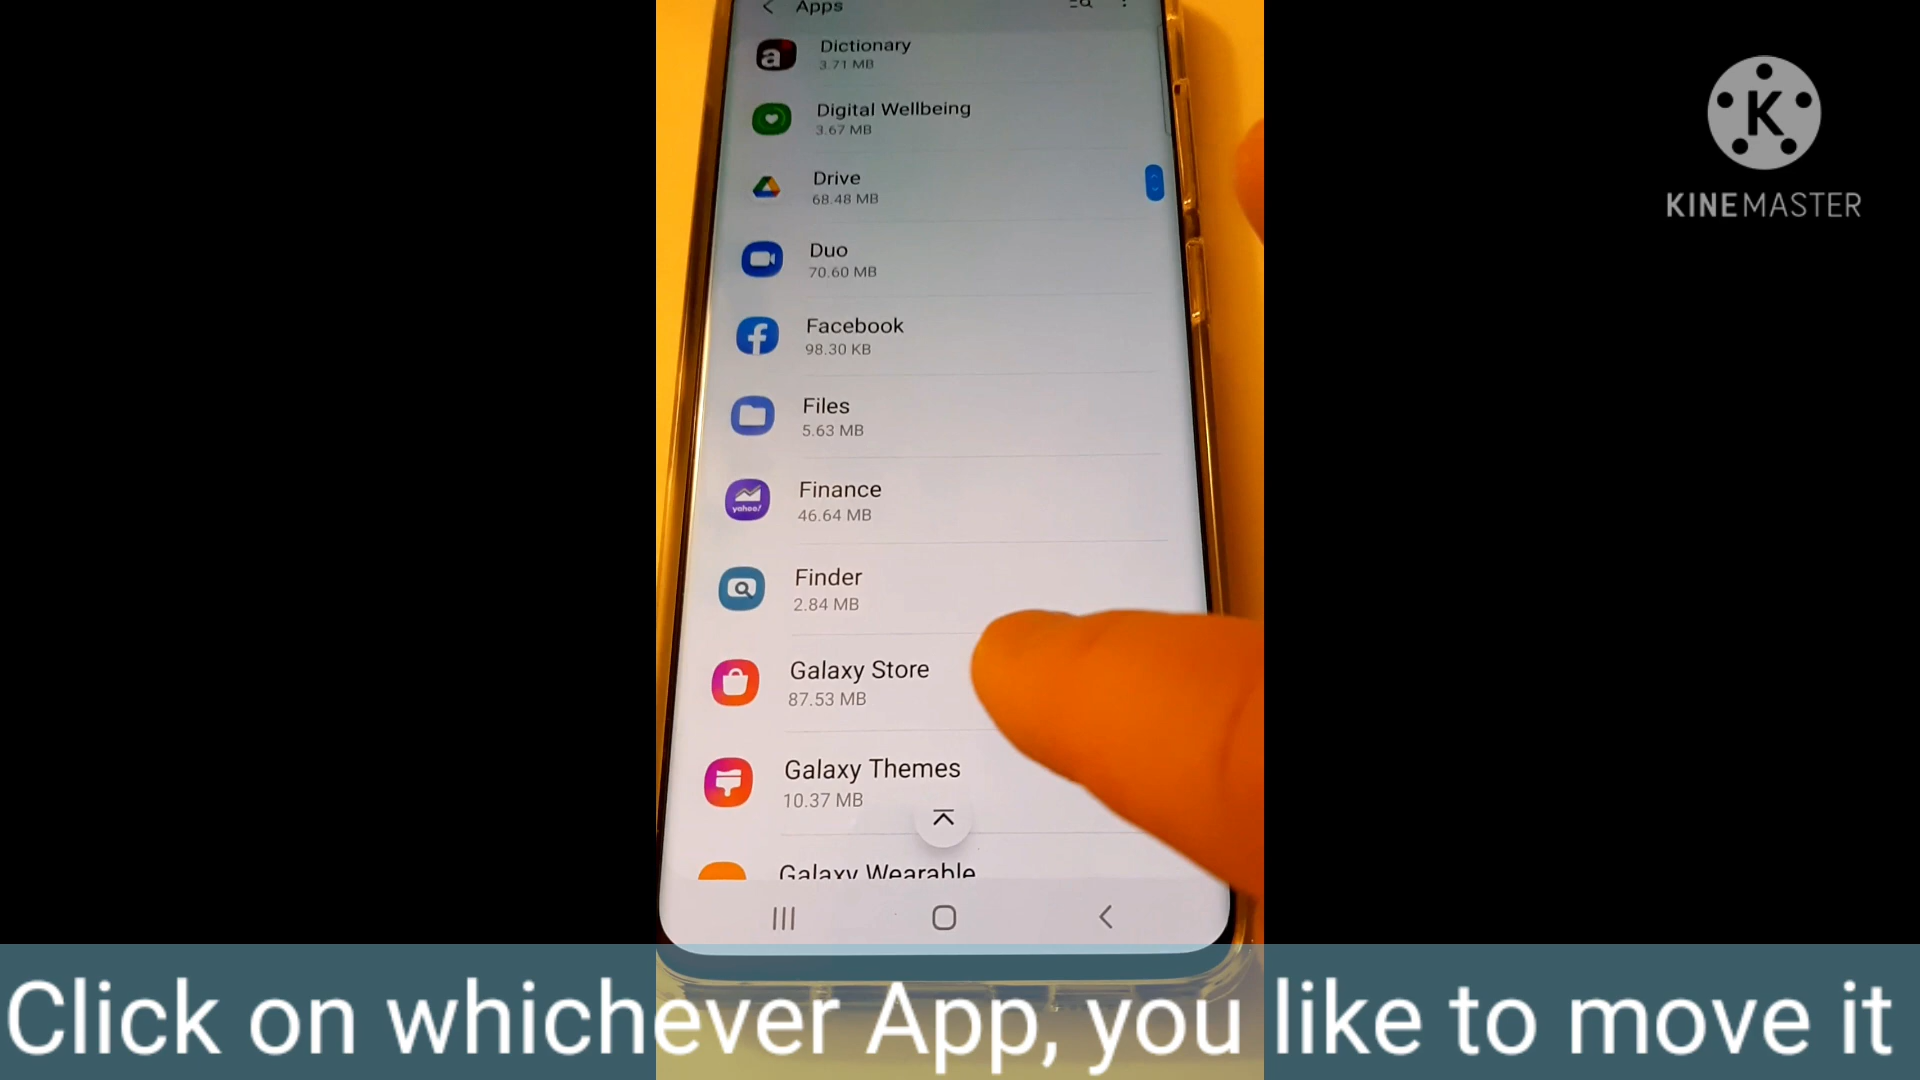 Apps
a
Dictionary
3.71 MB
Digital Wellbeing
3.67 MB
Drive
68.48 MB
Duo
70.60 MB
Facebook
98.30 KB
Files
5.63 MB
yahoo!
Finance
46.64 MB
Finder
2.84 MB
Galaxy Store
87.53 MB
Galaxy Themes
10.37 MB
Galaxy Wearable
K
KINEMASTER
Click on whichever App, you like to move it